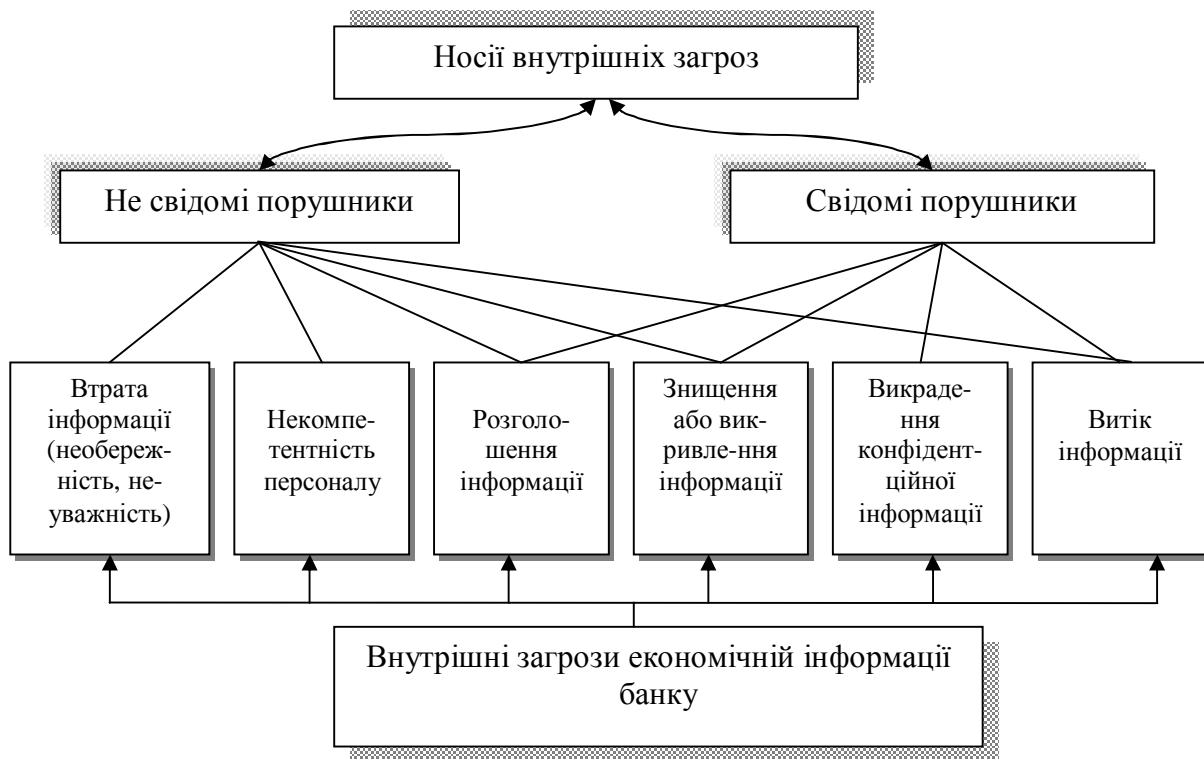 Носії внутрішніх загроз
Не свідомі порушники
Свідомі порушники
Втрата
інформації
(необереж-
ність, не-
уважність)
Некомпе-
тентність
персоналу
Розголо-
шення
інформації
Знищення
або вик-
ривле-ння
інформації
Викраде-
ння
конфідент-
ційної
інформації
Витік
інформації
Внутрішні загрози економічній інформації
банку